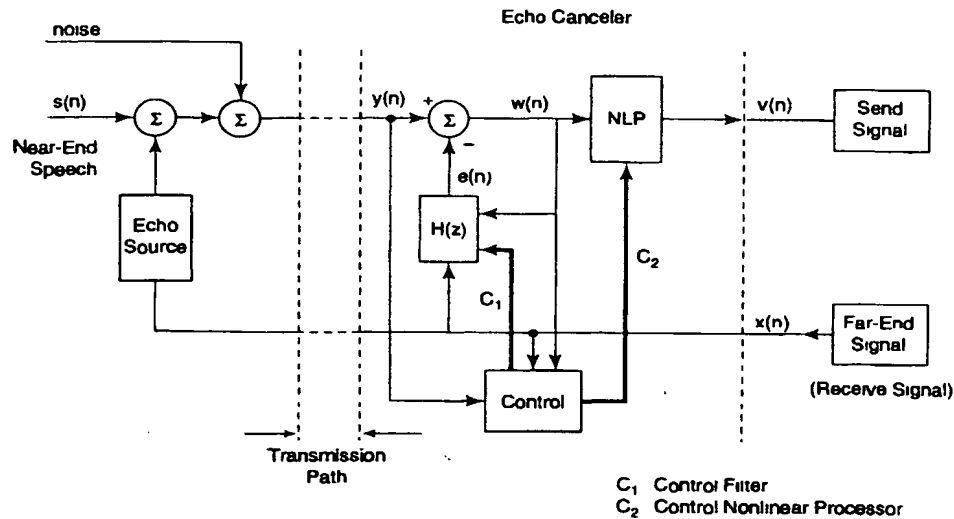 Echo Canceler
noise
s(n)
Near-End
Speech
Σ
Σ
y(n)
+
Σ
−
w(n)
NLP
v(n)
Send
Signal
e(n)
Echo
Source
H(z)
C1
C2
x(n)
Far-End
Signal
(Receive Signal)
Control
Transmission
Path
C1 Control Filter
C2 Control Nonlinear Processor